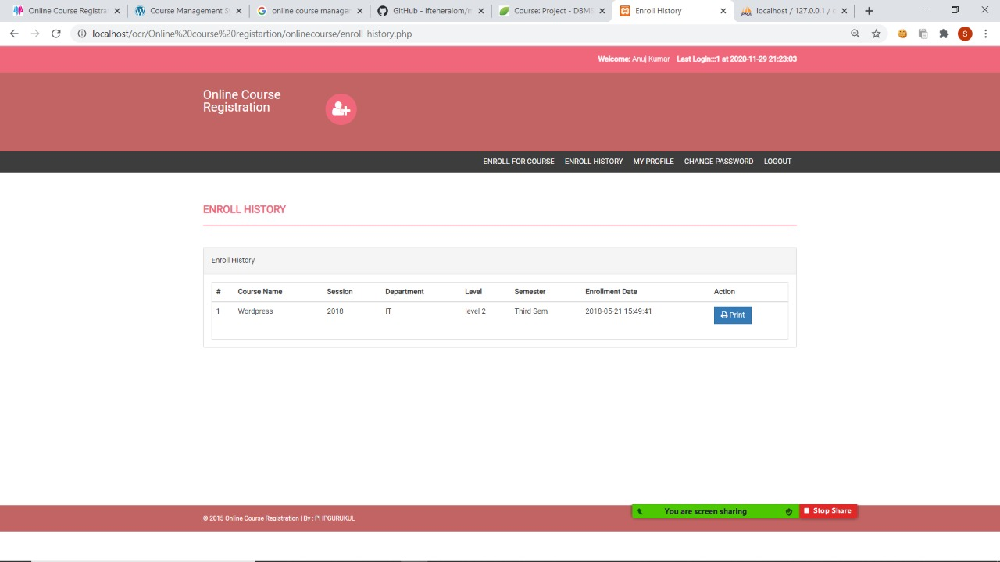 Online Course Registra
Course Management Sy
online course manager
GitHub - ifteheralom/m
Course: Project - DBMS
Enroll History
localhost / 127.0.0.1 / o
localhost/ocr/Online%20course%20registartion/onlinecourse/enroll-history.php
S
Welcome: Anuj Kumar Last Login:::1 at 2020-11-29 21:23:03
Online Course
Registration
ENROLL FOR COURSE ENROLL HISTORY MY PROFILE CHANGE PASSWORD LOGOUT
ENROLL HISTORY
Enroll History
# Course Name Session Department Level Semester Enrollment Date Action
1 Wordpress 2018 IT level 2 Third Sem 2018-05-21 15:49:41 Print
© 2015 Online Course Registration | By : PHPGURUKUL
You are screen sharing Stop Share